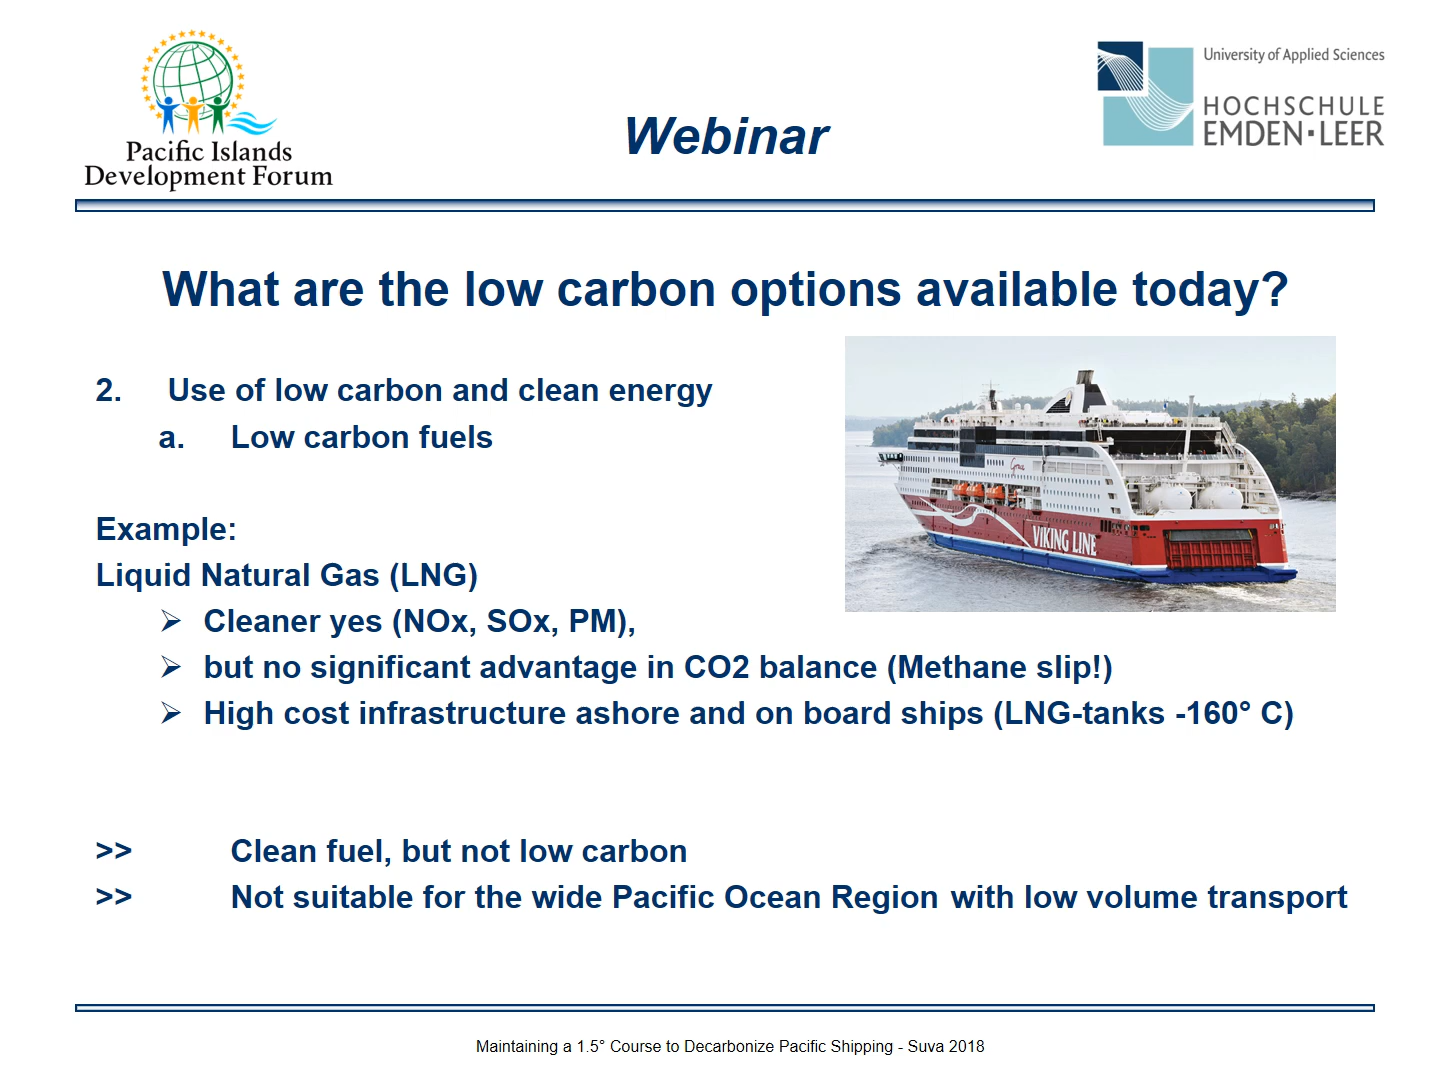 Pacific Islands
Development Forum
Webinar
University of Applied Sciences
HOCHSCHULE
EMDEN•LEER
What are the low carbon options available today?
2. Use of low carbon and clean energy
a. Low carbon fuels
Example:
Liquid Natural Gas (LNG)
➢ Cleaner yes (NOx, SOx, PM),
➢ but no significant advantage in CO2 balance (Methane slip!)
➢ High cost infrastructure ashore and on board ships (LNG-tanks -160° C)
Grace
VIKING LINE
>> Clean fuel, but not low carbon
>> Not suitable for the wide Pacific Ocean Region with low volume transport
Maintaining a 1.5° Course to Decarbonize Pacific Shipping - Suva 2018